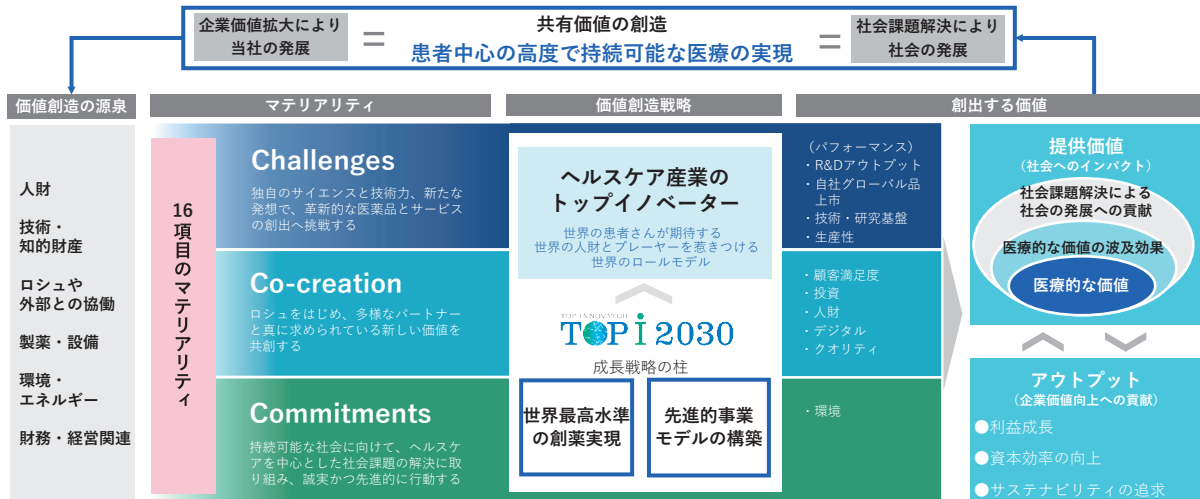 企業価値拡大により
当社の発展
=
共有価値の創造
患者中心の高度で持続可能な医療の実現
=
社会課題解決により
社会の発展
価値創造の源泉
マテリアリティ
価値創造戦略
創出する価値
人財
技術・
知的財産
ロシュや
外部との協働
製薬・設備
環境・
エネルギー
財務・経営関連
16項目のマテリアリティ
Challenges
独自のサイエンスと技術力、新たな
発想で、革新的な医薬品とサービス
の創出へ挑戦する
Co-creation
ロシュをはじめ、多様なパートナー
と真に求められている新しい価値を
共創する
Commitments
持続可能な社会に向けて、ヘルスケ
アを中心とした社会課題の解決に取
り組み、誠実かつ先進的に行動する
ヘルスケア産業の
トップイノベーター
世界の患者さんが期待する
世界の人財とプレーヤーを惹きつける
世界のロールモデル
TOP INNOVATOR
TOP i 2030
成長戦略の柱
世界最高水準
の創薬実現
先進的事業
モデルの構築
（パフォーマンス）
・R&Dアウトプット
・自社グローバル品
上市
・技術・研究基盤
・生産性
・顧客満足度
・投資
・人財
・デジタル
・クオリティ
・環境
提供価値
（社会へのインパクト）
社会課題解決による
社会の発展への貢献
医療的な価値の波及効果
医療的な価値
アウトプット
（企業価値向上への貢献）
●利益成長
●資本効率の向上
●サステナビリティの追求